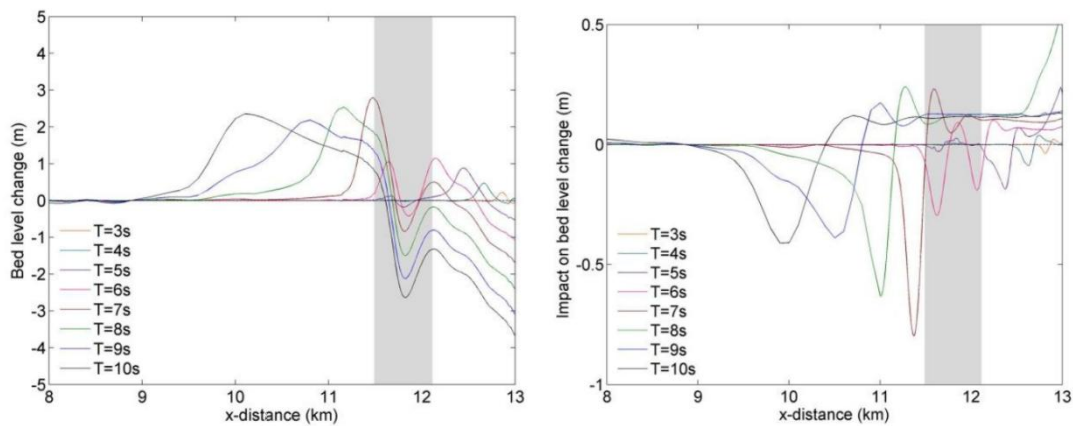 5
4
3
2
1
0
-1
-2
-3
-4
-5
Bed level change (m)
T=3s
T=4s
T=5s
T=6s
T=7s
T=8s
T=9s
T=10s
8 9 10 11 12 13
x-distance (km)
0.5
0
-0.5
-1
Impact on bed level change (m)
T=3s
T=4s
T=5s
T=6s
T=7s
T=8s
T=9s
T=10s
8 9 10 11 12 13
x-distance (km)